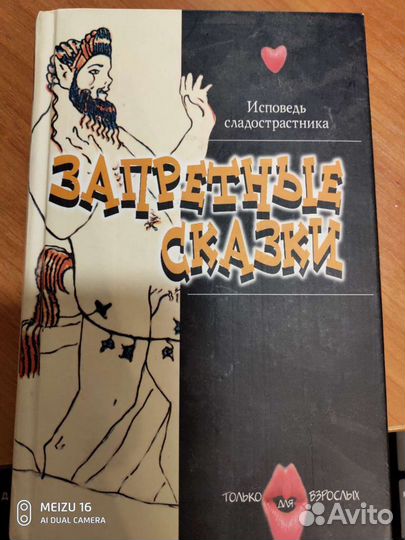 Исповедь
сладострастника
ЗАПРЕТНЫЕ
СКАЗКИ
ТОЛЬКО ДЛЯ ВЗРОСЛЫХ
MEIZU 16
AI DUAL CAMERA
Avito